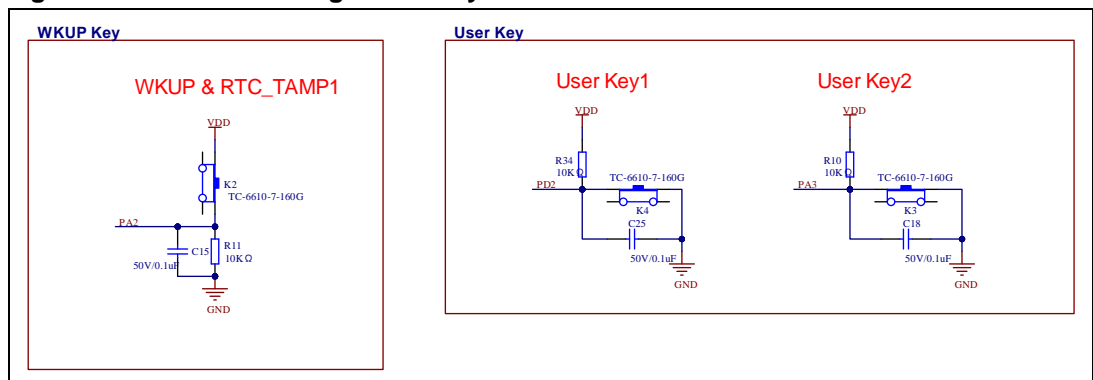 WKUP Key
WKUP & RTC_TAMP1
VDD
K2
TC-6610-7-160G
PA2
C15
R11
10KΩ
50V/0.1uF
GND
User Key
User Key1
VDD
R34
10KΩ
TC-6610-7-160G
PD2
K4
C25
50V/0.1uF
GND
User Key2
VDD
R10
10KΩ
TC-6610-7-160G
PA3
K3
C18
50V/0.1uF
GND